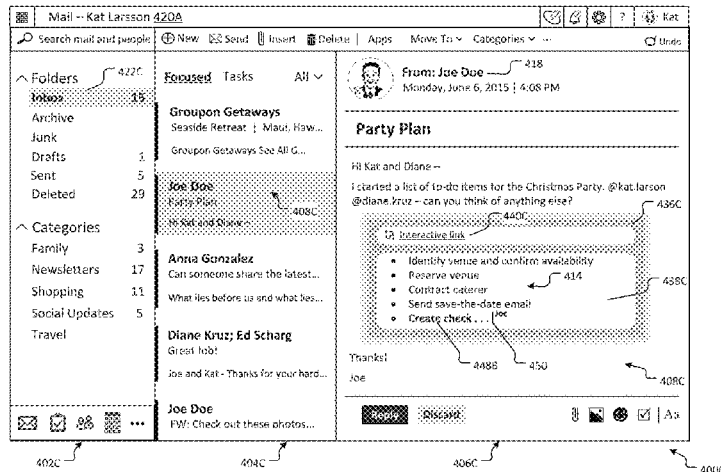 Mail -- Kat Larsson 420A
? Kat
Search mail and people New Send Insert Delete | Apps Move To Categories ··· Undo
Folders 422C
Inbox 15
Archive
Junk
Drafts 1
Sent 5
Deleted 29
Categories
Family 3
Newsletters 17
Shopping 11
Social Updates 5
Travel
Focused Tasks All
Groupon Getaways
Seaside Retreat | Maui, Haw...
Groupon Getaways See All G...
Joe Doe
Party Plan
Hi Kat and Diane --
408C
Anna Gonzalez
Can someone share the latest...
What lies before us and what lies...
Diane Kruz; Ed Scharg
Great Job!
Joe and Kat - Thanks for your hard...
Joe Doe
FW: Check out these photos...
From: Joe Doe 418
Monday, June 6, 2015 | 4:08 PM
Party Plan
Hi Kat and Diane --
I started a list of to-do items for the Christmas Party. @kat.larson
@diane.kruz -- can you think of anything else?
436C
440C
Interactive link
Identify venue and confirm availability
Reserve venue
Contract caterer 414
438C
Send save-the-date email
Create check . . . Joe
448B 450
Thanks!
Joe
408C
Reply Discard Aa
402C 404C 406C 400C